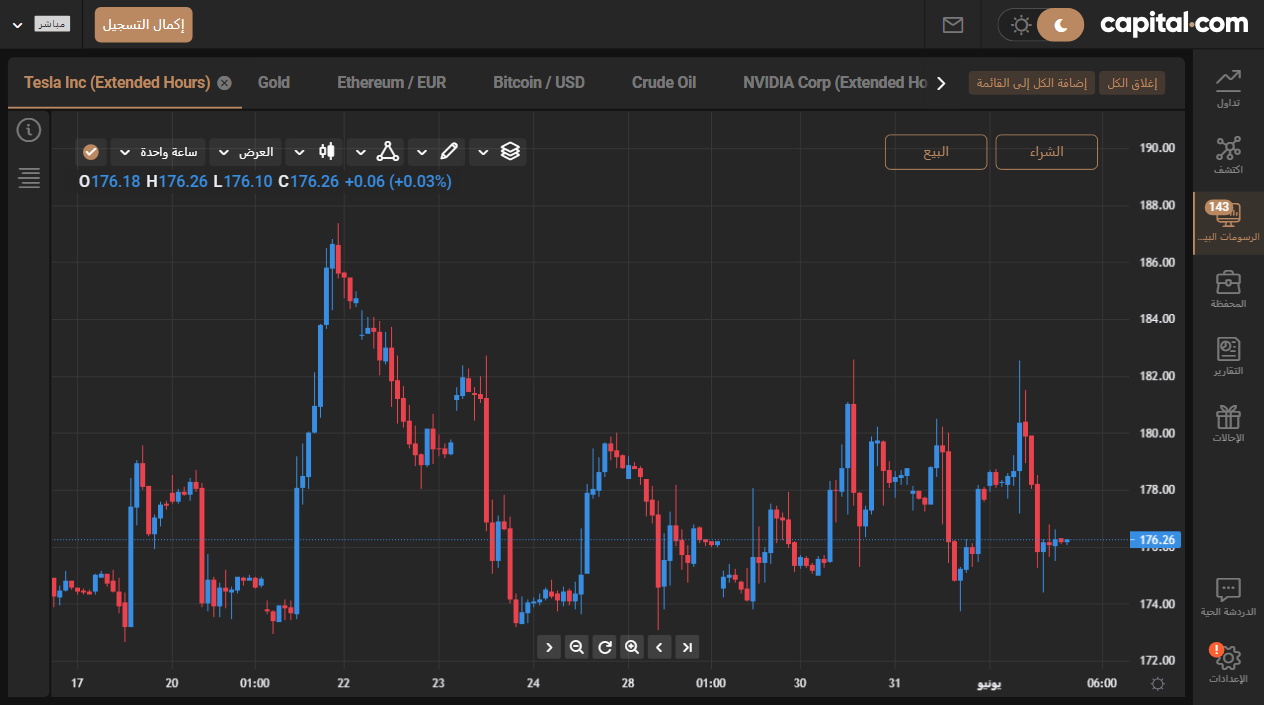 مباشر
إكمال التسجيل
capital.com
Tesla Inc (Extended Hours)
Gold
Ethereum / EUR
Bitcoin / USD
Crude Oil
NVIDIA Corp (Extended Ho
إضافة الكل إلى القائمة
إغلاق الكل
ساعة واحدة
العرض
البيع
الشراء
O176.18 H176.26 L176.10 C176.26 +0.06 (+0.03%)
190.00
188.00
186.00
184.00
182.00
180.00
178.00
176.26
176.00
174.00
172.00
17
20
01:00
22
23
24
28
01:00
30
31
يونيو
06:00
تداول
اكتشف
143
الرسومات البيـ...
المحفظة
التقارير
الإحالات
الدردشة الحية
!
الإعدادات